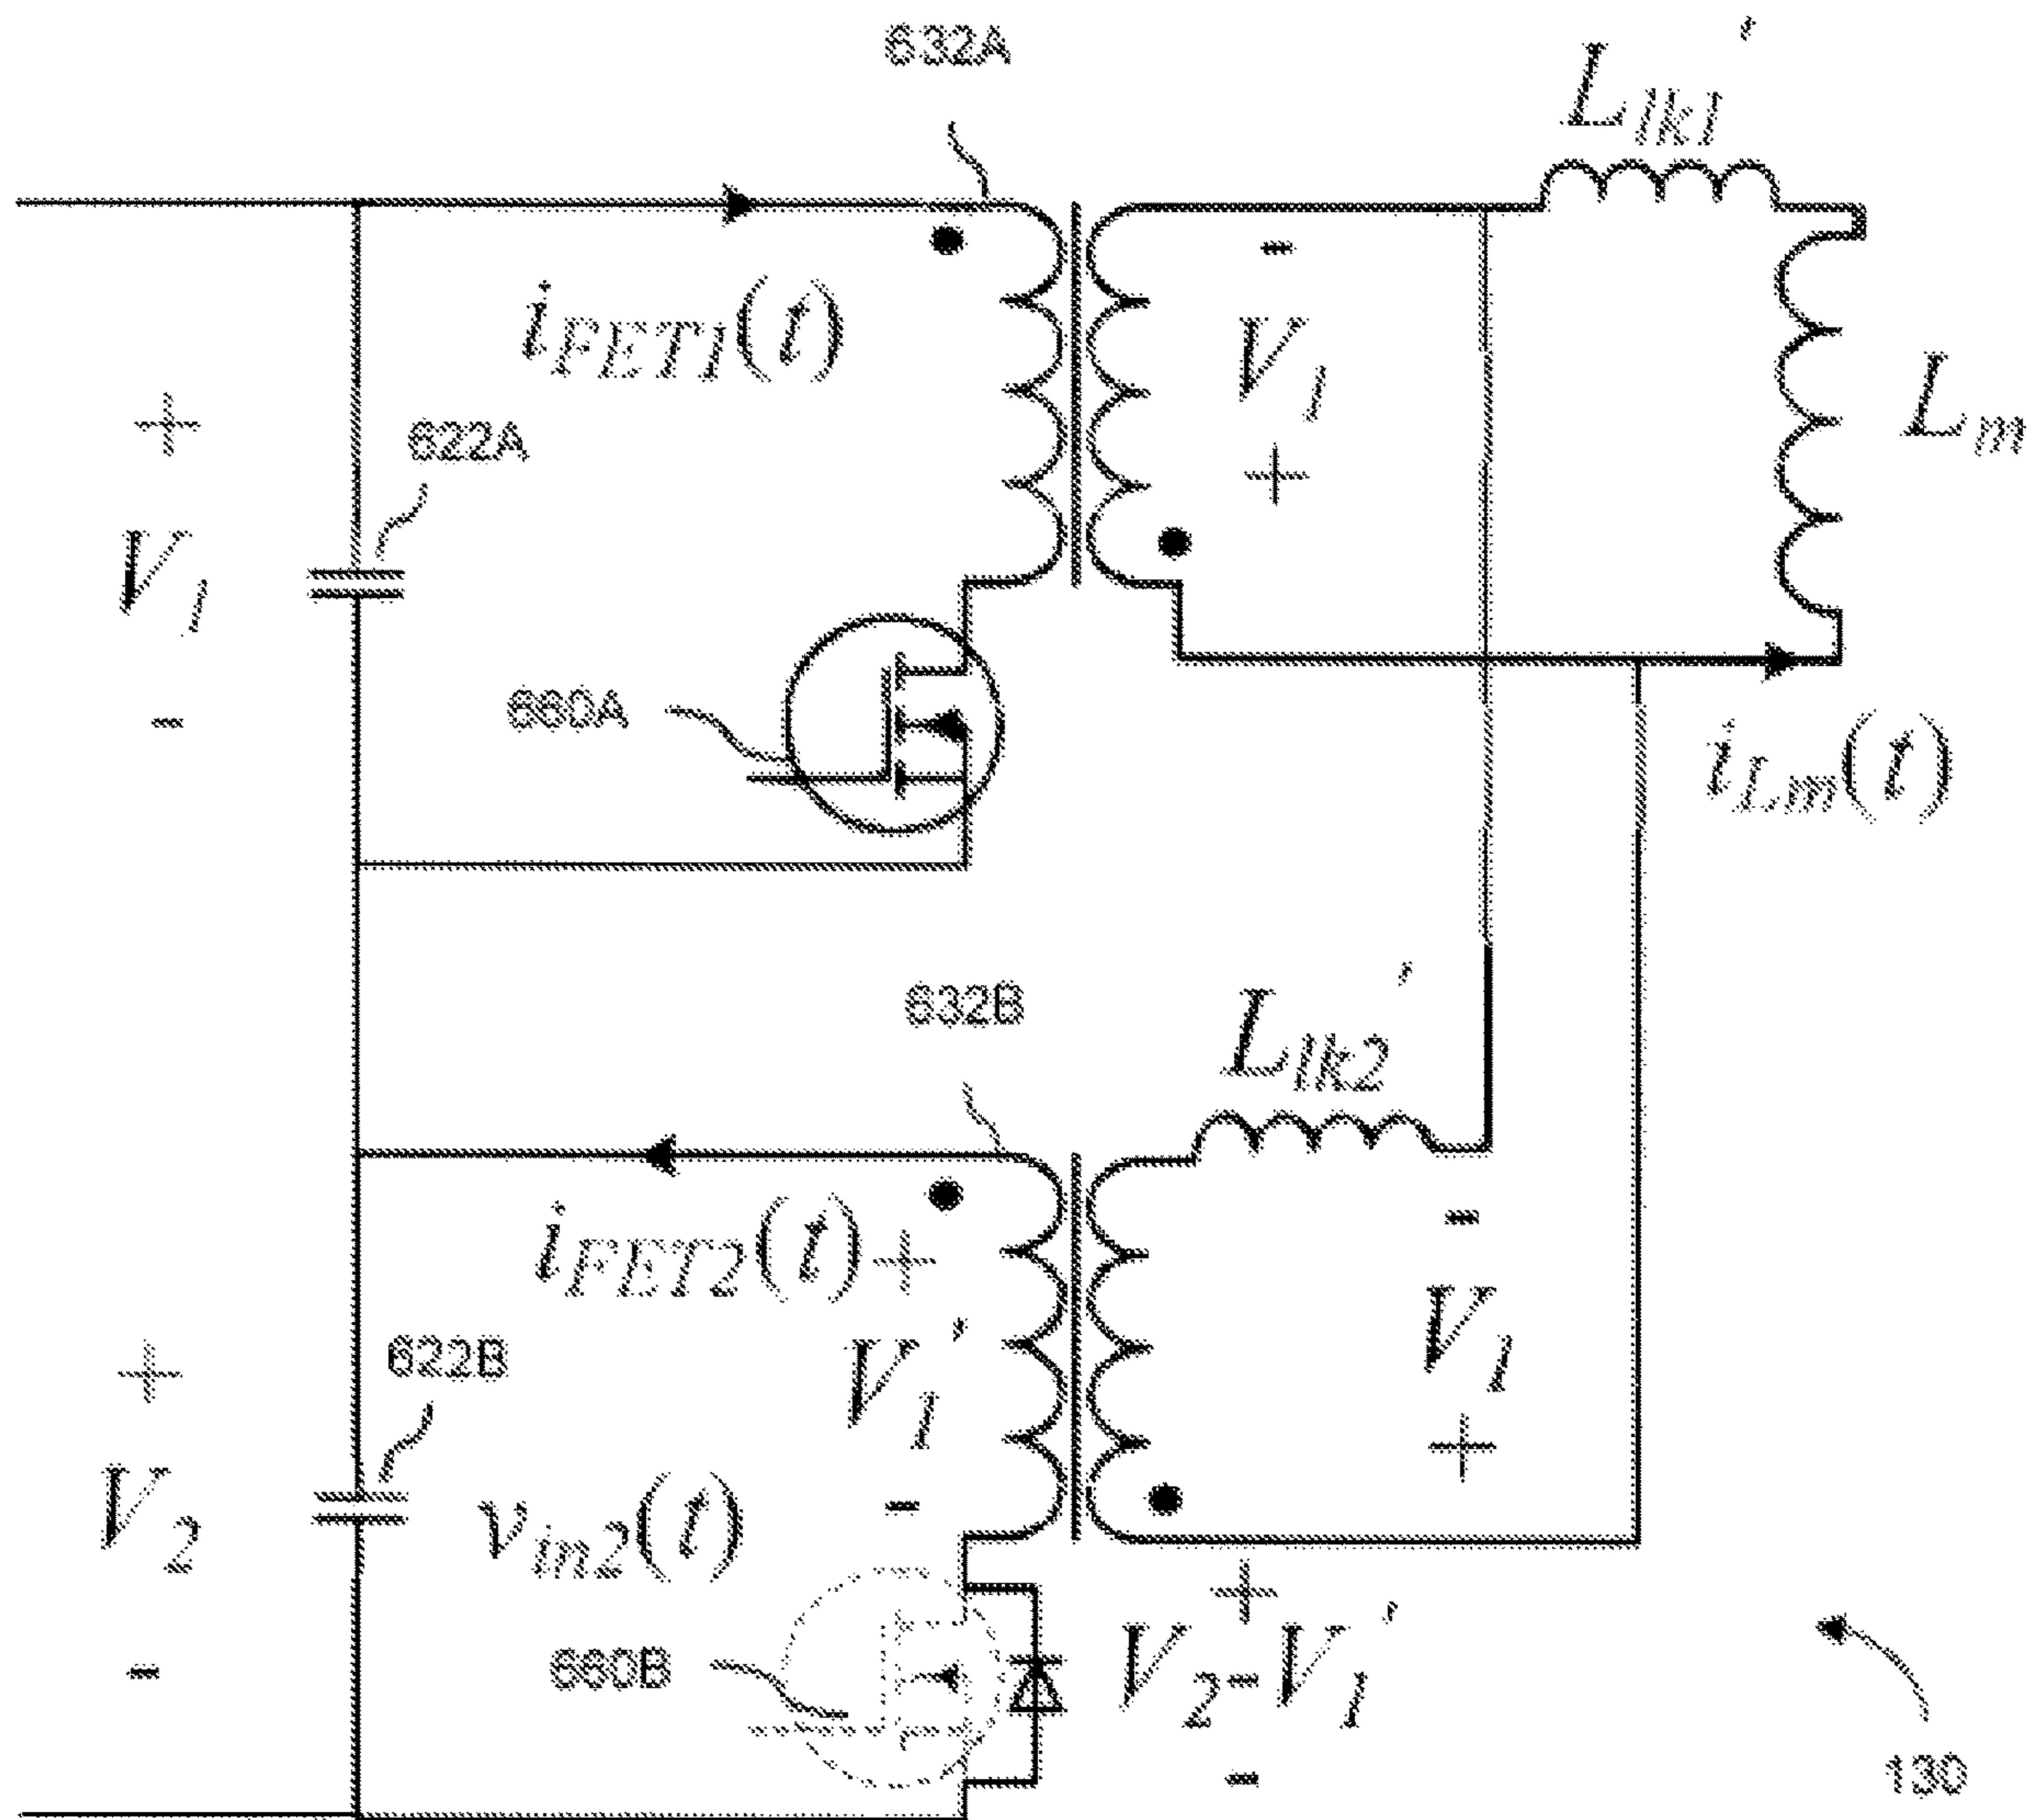 632A
L_lk1'
i_FET1(t)
-
V_1
+
L_m
+
V_1
-
622A
660A
i_Lm(t)
632B
L_lk2'
i_FET2(t)
+
V_1'
-
-
V_1
+
+
V_2
-
622B
v_in2(t)
660B
+
V_2-V_1'
-
130